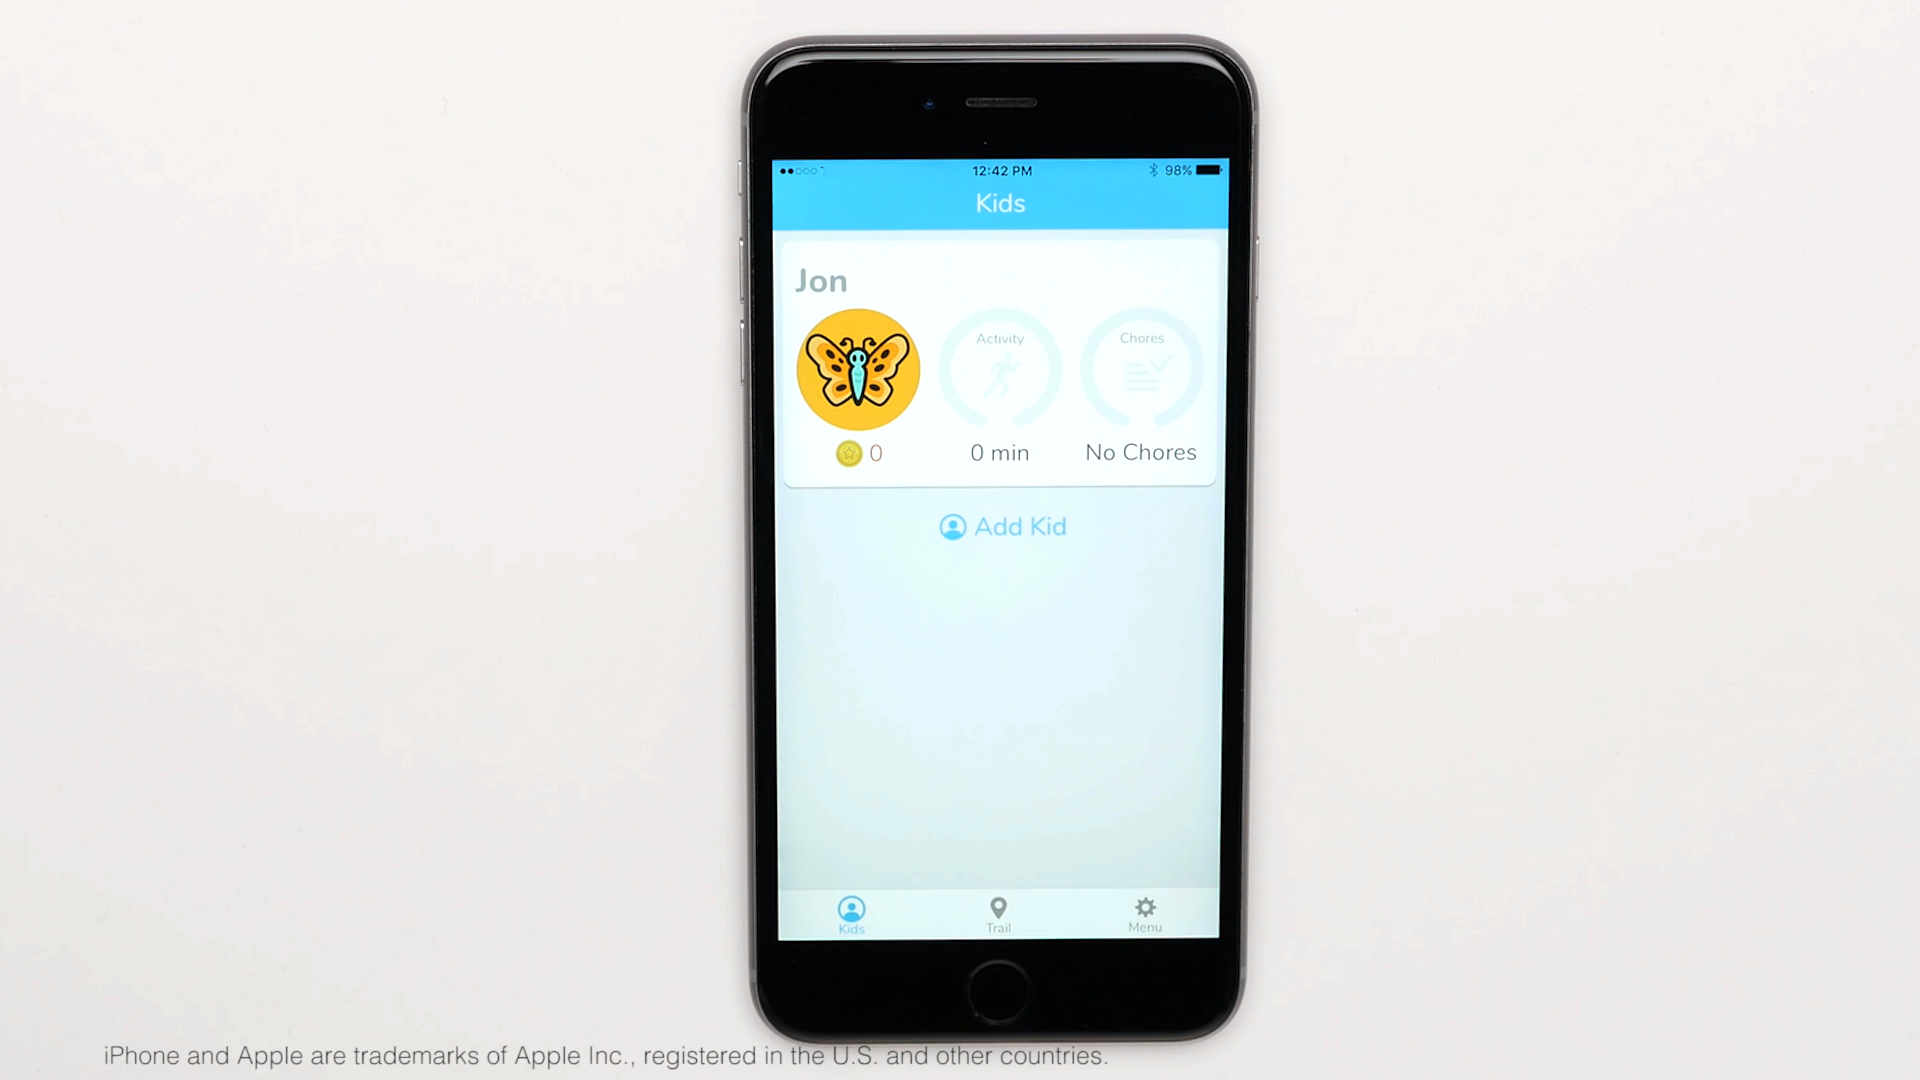 12:42 PM
98%
Kids
Jon
Activity
Chores
0
0 min
No Chores
Add Kid
Kids
Trail
Menu
iPhone and Apple are trademarks of Apple Inc., registered in the U.S. and other countries.